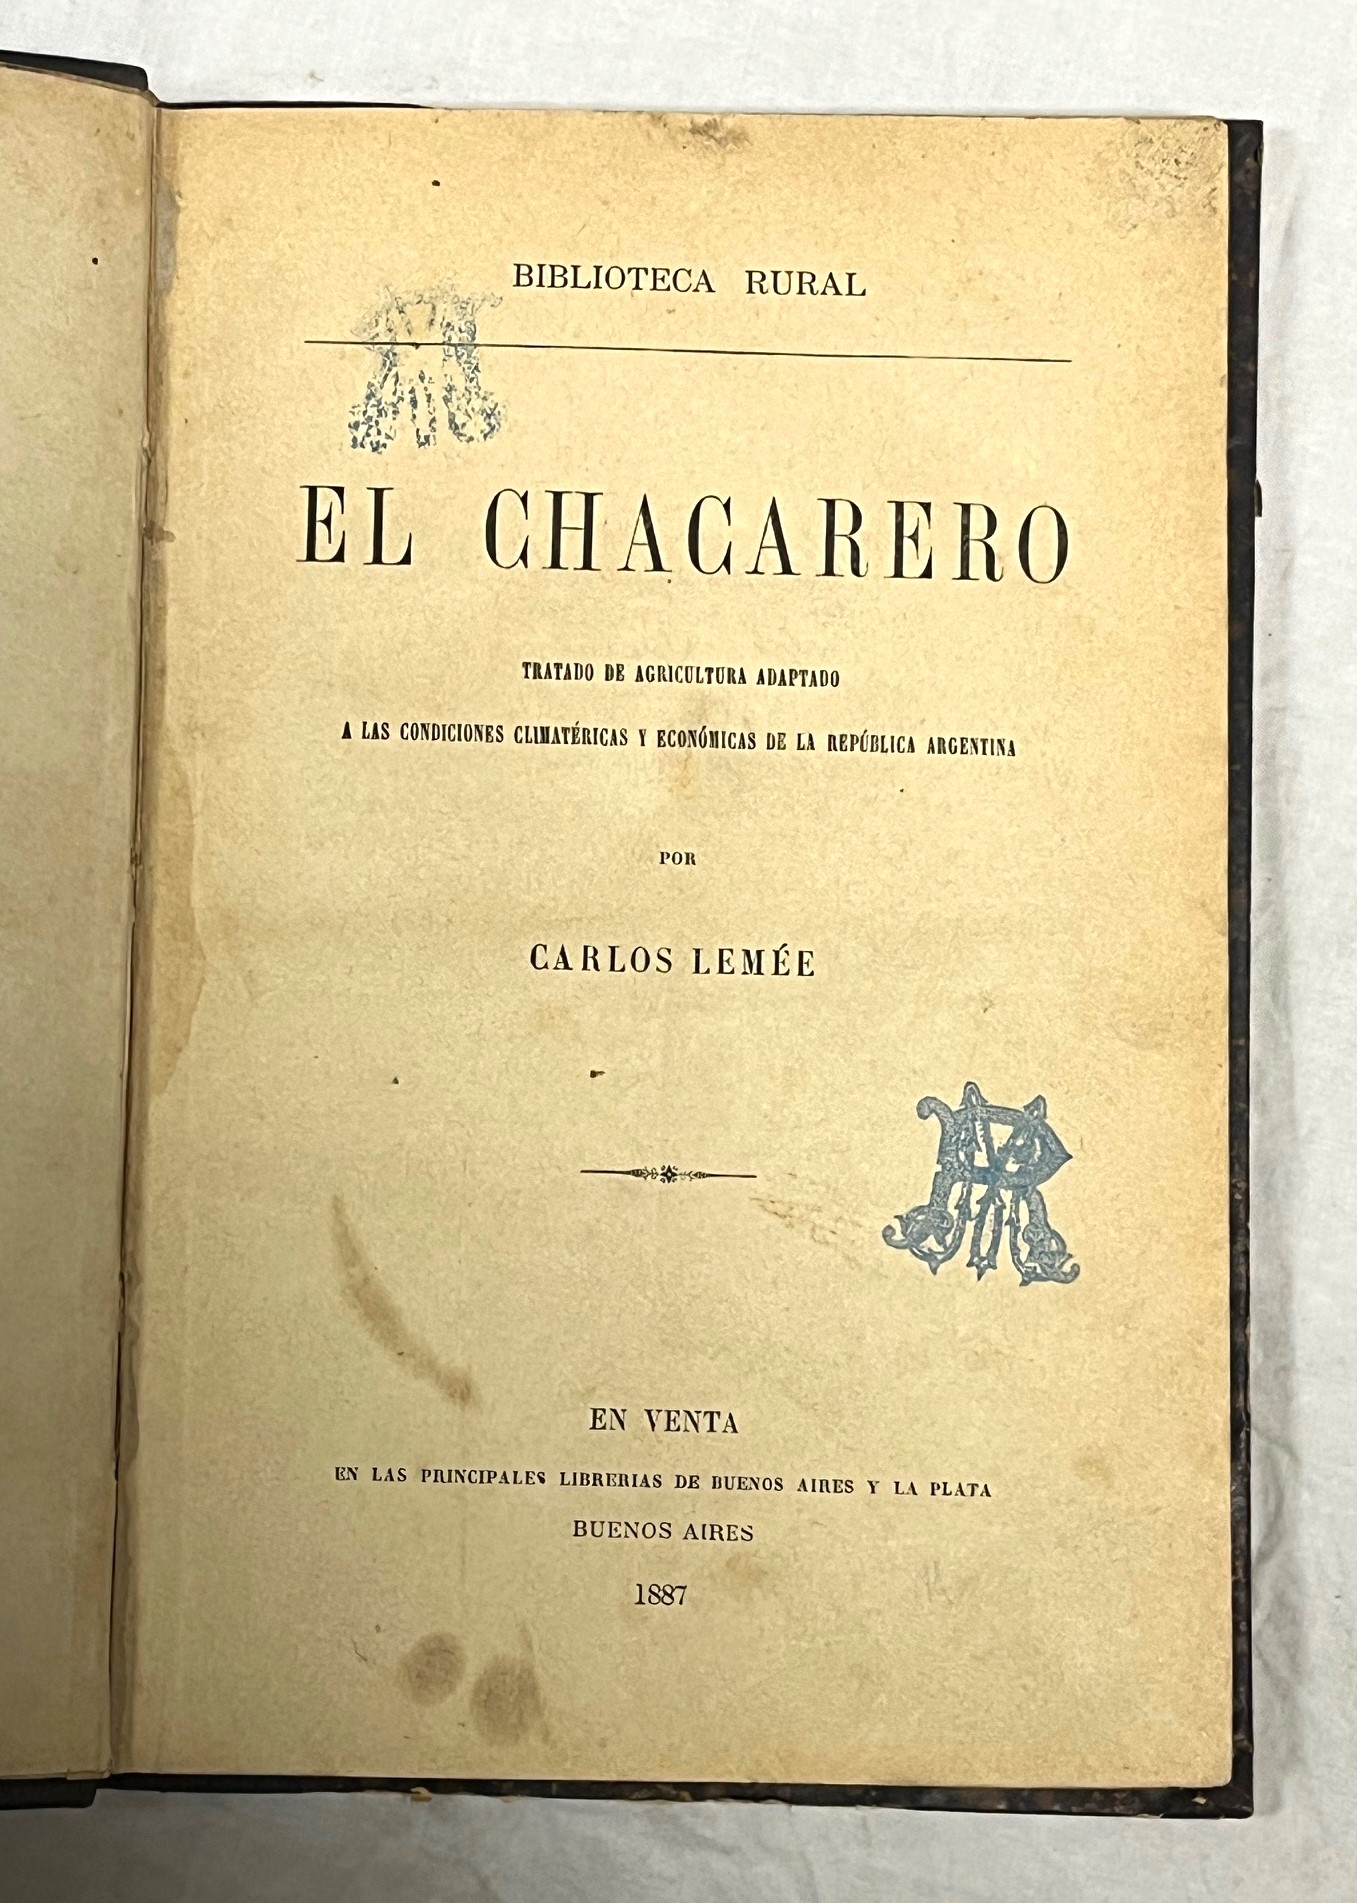 BIBLIOTECA RURAL
EL CHACARERO
TRATADO DE AGRICULTURA ADAPTADO
A LAS CONDICIONES CLIMATÉRICAS Y ECONÓMICAS DE LA REPÚBLICA ARGENTINA
POR
CARLOS LEMÉE
EN VENTA
EN LAS PRINCIPALES LIBRERIAS DE BUENOS AIRES Y LA PLATA
BUENOS AIRES
1887